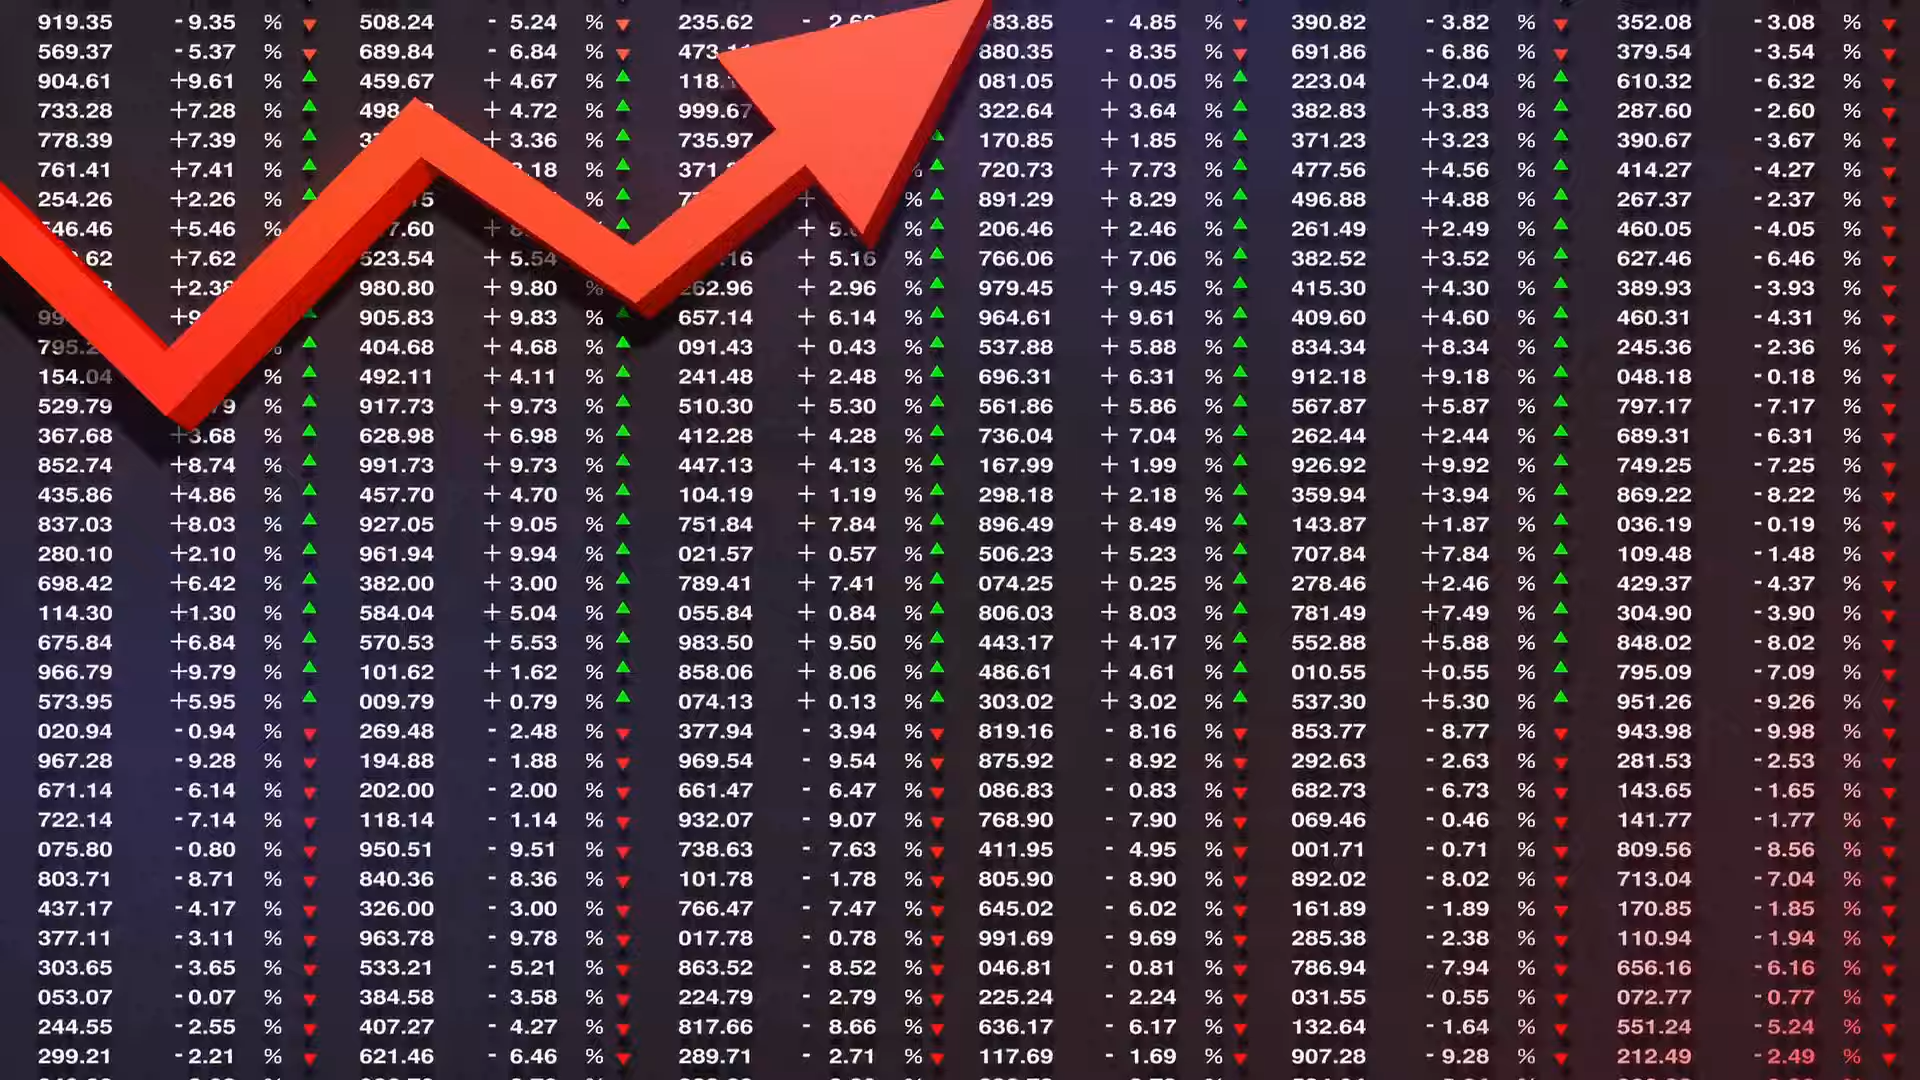 919.35 - 9.35 % 508.24 - 5.24 % 235.62 - 83.85 - 4.85 % 390.82 - 3.82 % 352.08 - 3.08 %
569.37 - 5.37 % 689.84 - 6.84 % 473. 880.35 - 8.35 % 691.86 - 6.86 % 379.54 - 3.54 %
904.61 +9.61 % 459.67 + 4.67 % 118. 081.05 + 0.05 % 223.04 +2.04 % 610.32 - 6.32 %
733.28 +7.28 % 498 + 4.72 % 999.67 322.64 + 3.64 % 382.83 +3.83 % 287.60 - 2.60 %
778.39 +7.39 % + 3.36 % 735.97 170.85 + 1.85 % 371.23 +3.23 % 390.67 - 3.67 %
761.41 +7.41 % .18 % 371. % 720.73 + 7.73 % 477.56 +4.56 % 414.27 - 4.27 %
254.26 +2.26 % % + % 891.29 + 8.29 % 496.88 +4.88 % 267.37 - 2.37 %
546.46 +5.46 % 7.60 + + 5. % 206.46 + 2.46 % 261.49 +2.49 % 460.05 - 4.05 %
.62 +7.62 523.54 + 5.54 .16 + 5.16 % 766.06 + 7.06 % 382.52 +3.52 % 627.46 - 6.46 %
+2.38 980.80 + 9.80 % 262.96 + 2.96 % 979.45 + 9.45 % 415.30 +4.30 % 389.93 - 3.93 %
99 +9 905.83 + 9.83 % 657.14 + 6.14 % 964.61 + 9.61 % 409.60 +4.60 % 460.31 - 4.31 %
795.2 % 404.68 + 4.68 % 091.43 + 0.43 % 537.88 + 5.88 % 834.34 +8.34 % 245.36 - 2.36 %
154.04 % 492.11 + 4.11 % 241.48 + 2.48 % 696.31 + 6.31 % 912.18 +9.18 % 048.18 - 0.18 %
529.79 79 % 917.73 + 9.73 % 510.30 + 5.30 % 561.86 + 5.86 % 567.87 +5.87 % 797.17 - 7.17 %
367.68 +3.68 % 628.98 + 6.98 % 412.28 + 4.28 % 736.04 + 7.04 % 262.44 +2.44 % 689.31 - 6.31 %
852.74 +8.74 % 991.73 + 9.73 % 447.13 + 4.13 % 167.99 + 1.99 % 926.92 +9.92 % 749.25 - 7.25 %
435.86 +4.86 % 457.70 + 4.70 % 104.19 + 1.19 % 298.18 + 2.18 % 359.94 +3.94 % 869.22 - 8.22 %
837.03 +8.03 % 927.05 + 9.05 % 751.84 + 7.84 % 896.49 + 8.49 % 143.87 +1.87 % 036.19 - 0.19 %
280.10 +2.10 % 961.94 + 9.94 % 021.57 + 0.57 % 506.23 + 5.23 % 707.84 +7.84 % 109.48 - 1.48 %
698.42 +6.42 % 382.00 + 3.00 % 789.41 + 7.41 % 074.25 + 0.25 % 278.46 +2.46 % 429.37 - 4.37 %
114.30 +1.30 % 584.04 + 5.04 % 055.84 + 0.84 % 806.03 + 8.03 % 781.49 +7.49 % 304.90 - 3.90 %
675.84 +6.84 % 570.53 + 5.53 % 983.50 + 9.50 % 443.17 + 4.17 % 552.88 +5.88 % 848.02 - 8.02 %
966.79 +9.79 % 101.62 + 1.62 % 858.06 + 8.06 % 486.61 + 4.61 % 010.55 +0.55 % 795.09 - 7.09 %
573.95 +5.95 % 009.79 + 0.79 % 074.13 + 0.13 % 303.02 + 3.02 % 537.30 +5.30 % 951.26 - 9.26 %
020.94 - 0.94 % 269.48 - 2.48 % 377.94 - 3.94 % 819.16 - 8.16 % 853.77 - 8.77 % 943.98 - 9.98 %
967.28 - 9.28 % 194.88 - 1.88 % 969.54 - 9.54 % 875.92 - 8.92 % 292.63 - 2.63 % 281.53 - 2.53 %
671.14 - 6.14 % 202.00 - 2.00 % 661.47 - 6.47 % 086.83 - 0.83 % 682.73 - 6.73 % 143.65 - 1.65 %
722.14 - 7.14 % 118.14 - 1.14 % 932.07 - 9.07 % 768.90 - 7.90 % 069.46 - 0.46 % 141.77 - 1.77 %
075.80 - 0.80 % 950.51 - 9.51 % 738.63 - 7.63 % 411.95 - 4.95 % 001.71 - 0.71 % 809.56 - 8.56 %
803.71 - 8.71 % 840.36 - 8.36 % 101.78 - 1.78 % 805.90 - 8.90 % 892.02 - 8.02 % 713.04 - 7.04 %
437.17 - 4.17 % 326.00 - 3.00 % 766.47 - 7.47 % 645.02 - 6.02 % 161.89 - 1.89 % 170.85 - 1.85 %
377.11 - 3.11 % 963.78 - 9.78 % 017.78 - 0.78 % 991.69 - 9.69 % 285.38 - 2.38 % 110.94 - 1.94 %
303.65 - 3.65 % 533.21 - 5.21 % 863.52 - 8.52 % 046.81 - 0.81 % 786.94 - 7.94 % 656.16 - 6.16 %
053.07 - 0.07 % 384.58 - 3.58 % 224.79 - 2.79 % 225.24 - 2.24 % 031.55 - 0.55 % 072.77 - 0.77 %
244.55 - 2.55 % 407.27 - 4.27 % 817.66 - 8.66 % 636.17 - 6.17 % 132.64 - 1.64 % 551.24 - 5.24 %
299.21 - 2.21 % 621.46 - 6.46 % 289.71 - 2.71 % 117.69 - 1.69 % 907.28 - 9.28 % 212.49 - 2.49 %